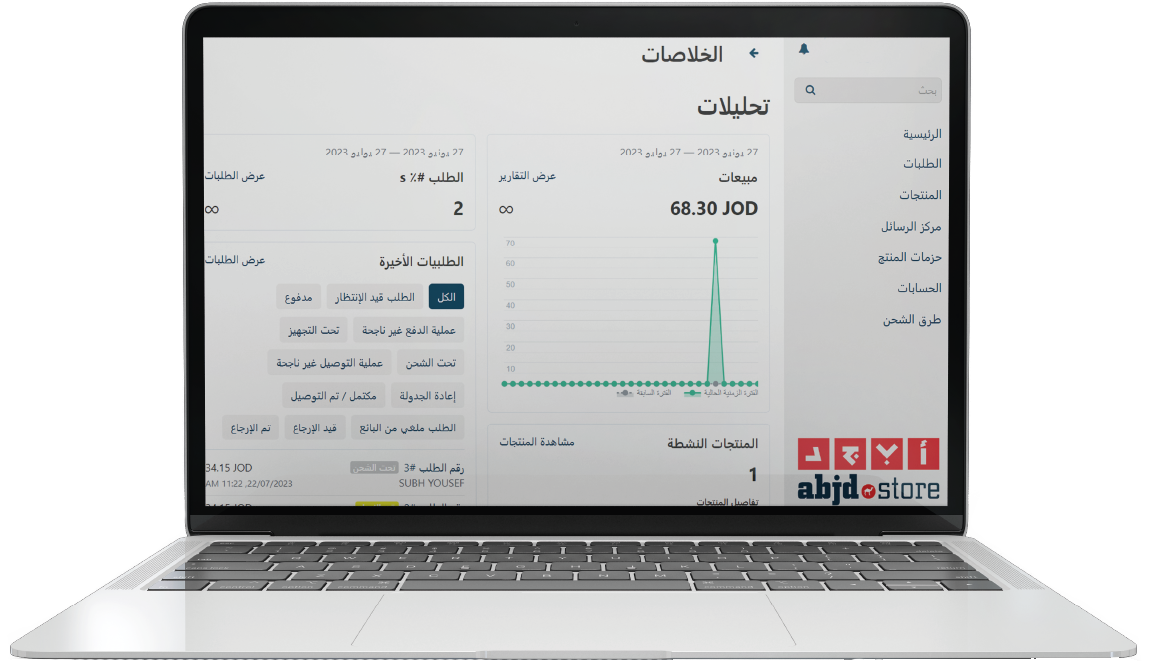 الخلاصات
بحث
الرئيسية
الطلبات
المنتجات
مركز الرسائل
حزمات المنتج
الحسابات
طرق الشحن
أبجد
abjd store
تحليلات
27 يونيو 2023 — 27 يوليو 2023
مبيعات
عرض التقارير
68.30 JOD
∞
70
60
50
40
30
20
10
الفترة الزمنية الحالية
الفترة السابقة
المنتجات النشطة
مشاهدة المنتجات
1
تفاصيل المنتجات
27 يونيو 2023 — 27 يوليو 2023
الطلب #٪ s
عرض الطلبات
2
∞
الطلبيات الأخيرة
عرض الطلبات
الكل
الطلب قيد الإنتظار
مدفوع
عملية الدفع غير ناجحة
تحت التجهيز
تحت الشحن
عملية التوصيل غير ناجحة
إعادة الجدولة
مكتمل / تم التوصيل
الطلب ملغي من البائع
قيد الإرجاع
تم الإرجاع
رقم الطلب #3
تحت الشحن
34.15 JOD
SUBH YOUSEF
22/07/2023, 11:22 AM